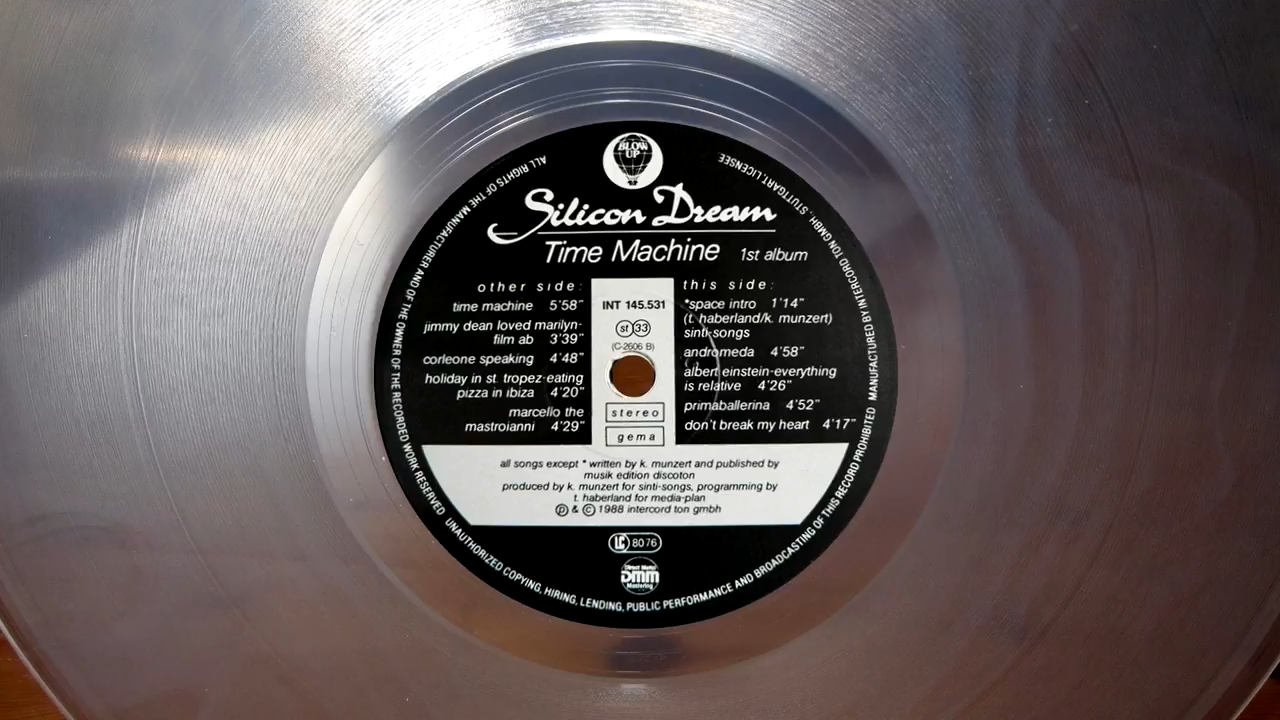 BLOW
UP
Silicon Dream
Time Machine 1st album
other side:
time machine 5'58"
jimmy dean loved marilyn-
film ab 3'39"
corleone speaking 4'48"
holiday in st. tropez-eating
pizza in ibiza 4'20"
marcello the
mastroianni 4'29"
INT 145.531
st 33
(C-2606 B)
stereo
gema
this side:
*space intro 1'14"
(t. haberland/k. munzert)
sinti-songs
andromeda 4'58"
albert einstein-everything
is relative 4'26"
primaballerina 4'52"
don't break my heart 4'17"
all songs except * written by k. munzert and published by
musik edition discoton
produced by k. munzert for sinti-songs, programming by
t. haberland for media-plan
℗ & © 1988 intercord ton gmbh
LC 8076
Direct Metal
DMM
Mastering
ALL RIGHTS OF THE MANUFACTURER AND OF THE OWNER OF THE RECORDED WORK RESERVED UNAUTHORIZED COPYING, HIRING, LENDING, PUBLIC PERFORMANCE AND BROADCASTING OF THIS RECORD PROHIBITED MANUFACTURED BY INTERCORD TON GMBH., STUTTGART, LICENSEE